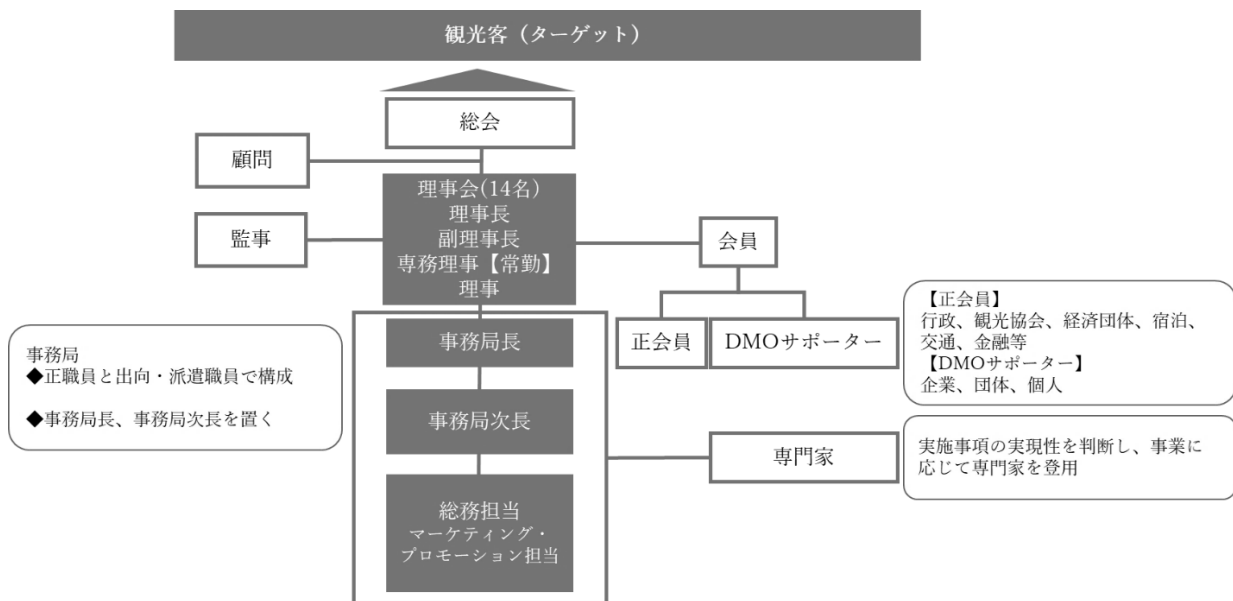 観光客（ターゲット）
総会
顧問
理事会(14名)
理事長
副理事長
専務理事【常勤】
理事
監事
会員
正会員
DMOサポーター
【正会員】
行政、観光協会、経済団体、宿泊、
交通、金融等
【DMOサポーター】
企業、団体、個人
事務局
◆正職員と出向・派遣職員で構成
◆事務局長、事務局次長を置く
事務局長
事務局次長
専門家
実施事項の実現性を判断し、事業に
応じて専門家を登用
総務担当
マーケティング・
プロモーション担当